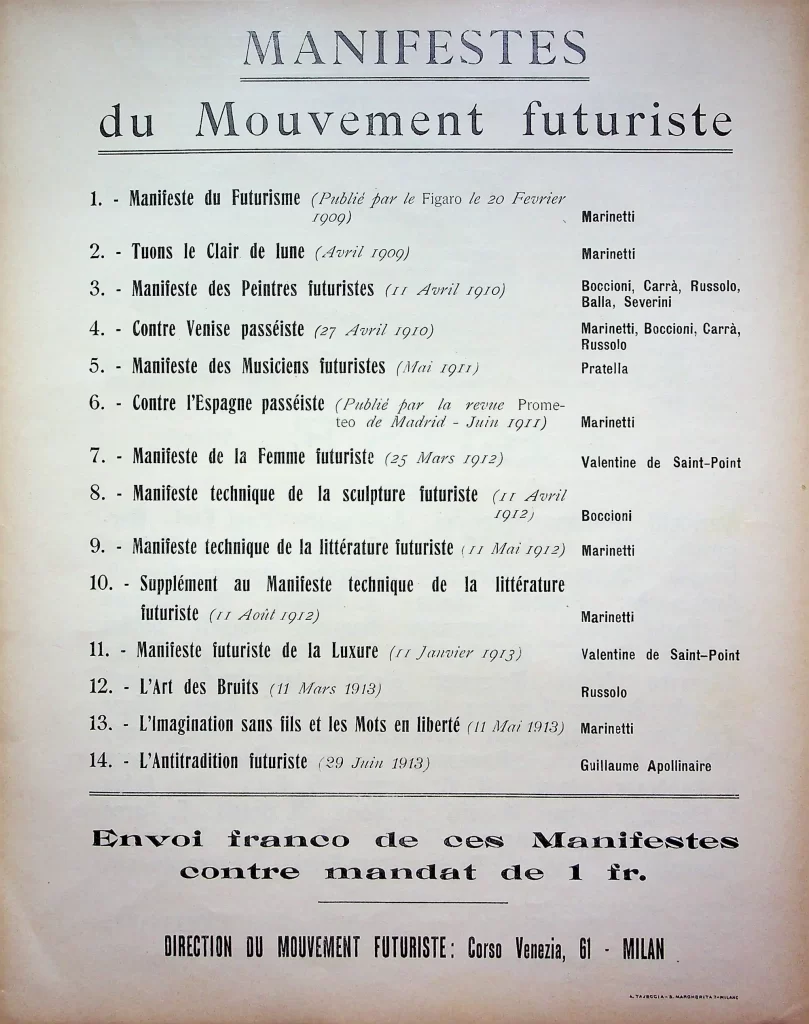 MANIFESTES
du Mouvement futuriste
1. - Manifeste du Futurisme (Publié par le Figaro le 20 Fevrier
1909) Marinetti
2. - Tuons le Clair de lune (Avril 1909) Marinetti
3. - Manifeste des Peintres futuristes (11 Avril 1910) Boccioni, Carrà, Russolo,
Balla, Severini
4. - Contre Venise passéiste (27 Avril 1910) Marinetti, Boccioni, Carrà,
Russolo
5. - Manifeste des Musiciens futuristes (Mai 1911) Pratella
6. - Contre l'Espagne passéiste (Publié par la revue Prome-
teo de Madrid - Juin 1911) Marinetti
7. - Manifeste de la Femme futuriste (25 Mars 1912) Valentine de Saint-Point
8. - Manifeste technique de la sculpture futuriste (11 Avril
1912) Boccioni
9. - Manifeste technique de la littérature futuriste (11 Mai 1912) Marinetti
10. - Supplément au Manifeste technique de la littérature
futuriste (11 Août 1912) Marinetti
11. - Manifeste futuriste de la Luxure (11 Janvier 1913) Valentine de Saint-Point
12. - L'Art des Bruits (11 Mars 1913) Russolo
13. - L'Imagination sans fils et les Mots en liberté (11 Mai 1913) Marinetti
14. - L'Antitradition futuriste (29 Juin 1913) Guillaume Apollinaire
Envoi franco de ces Manifestes
contre mandat de 1 fr.
DIRECTION DU MOUVEMENT FUTURISTE: Corso Venezia, 61 - MILAN